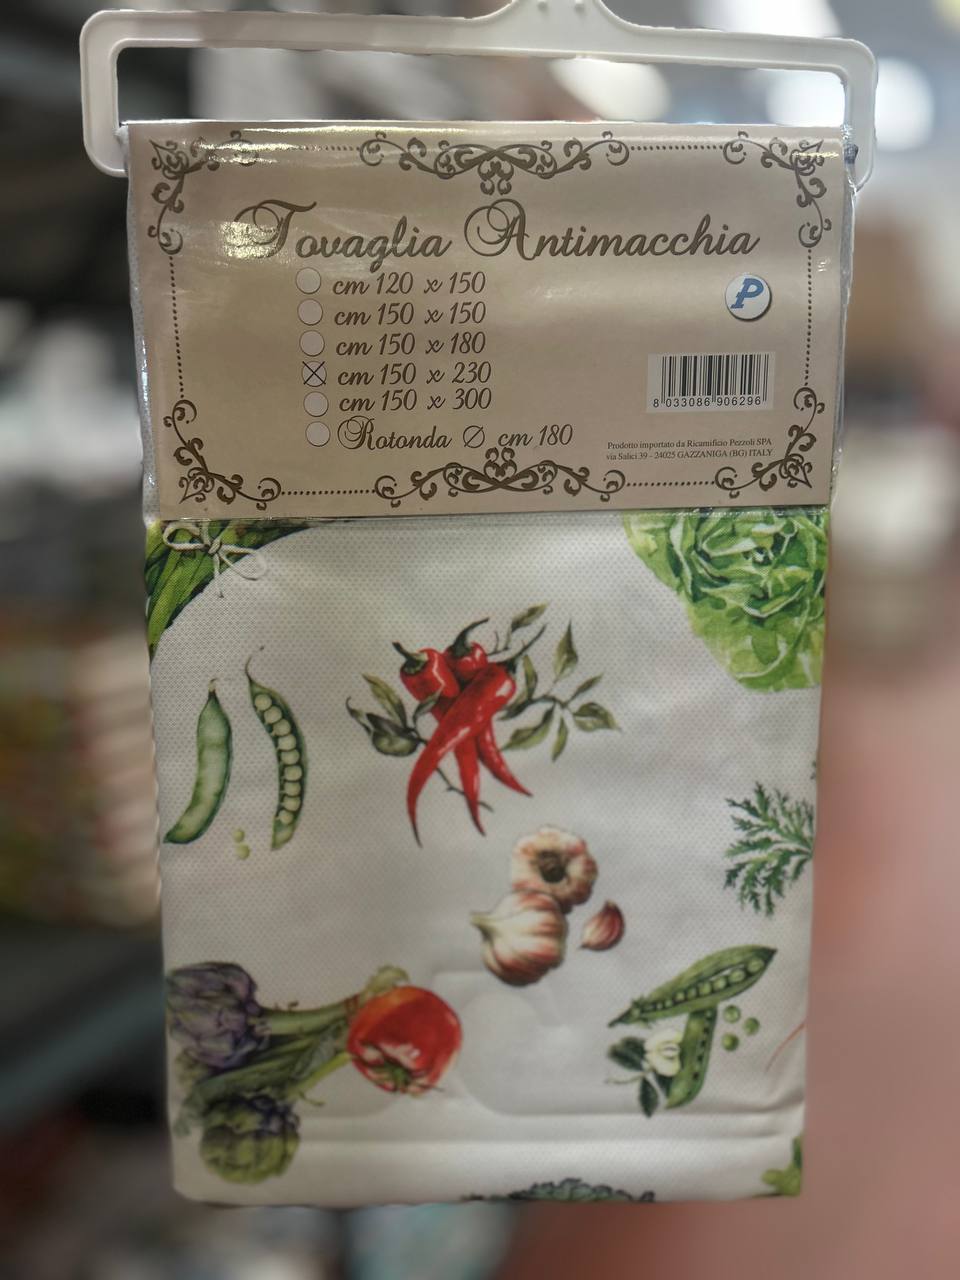 Tovaglia Antimacchia
cm 120 x 150
cm 150 x 150
cm 150 x 180
cm 150 x 230
cm 150 x 300
Rotonda Ø cm 180
P
8 033086 906296
Prodotto importato da Ricamificio Pezzoli SPA
via Salici 39 - 24025 GAZZANIGA (BG) ITALY